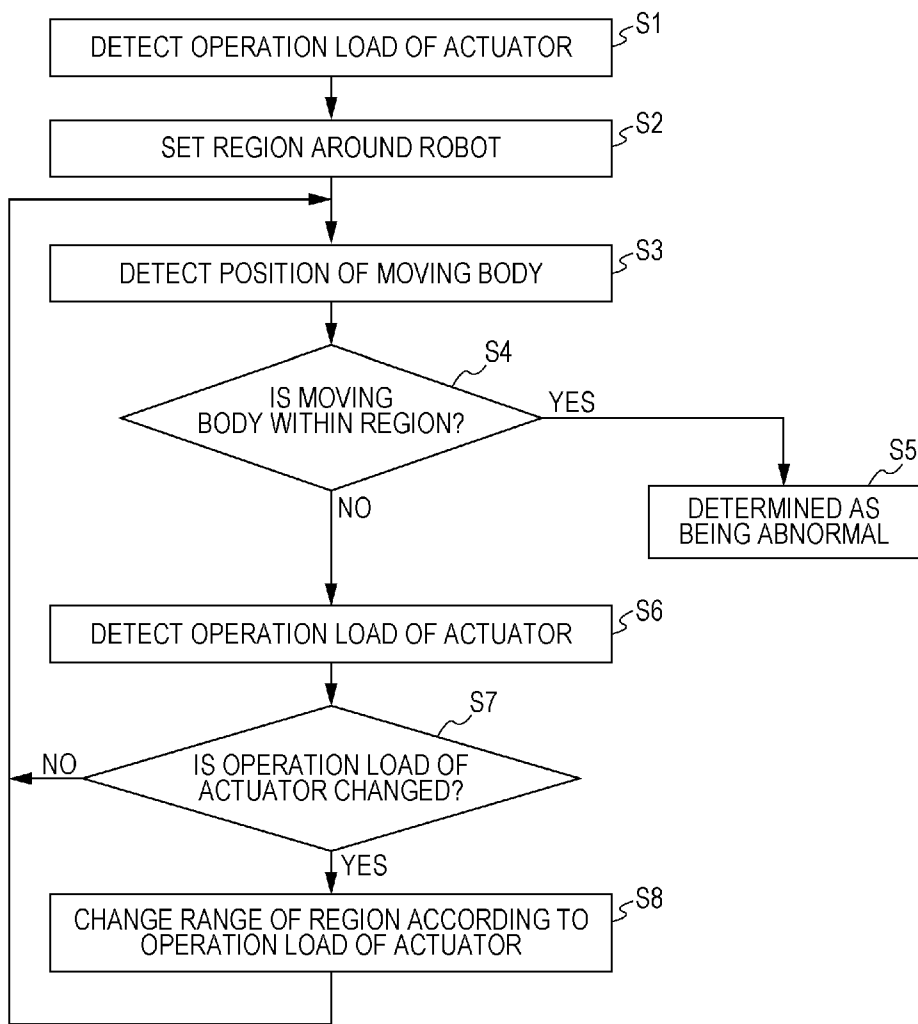 S1
DETECT OPERATION LOAD OF ACTUATOR
S2
SET REGION AROUND ROBOT
S3
DETECT POSITION OF MOVING BODY
S4
IS MOVING
BODY WITHIN REGION?
YES
S5
DETERMINED AS
BEING ABNORMAL
NO
S6
DETECT OPERATION LOAD OF ACTUATOR
S7
NO
IS OPERATION LOAD OF
ACTUATOR CHANGED?
YES
S8
CHANGE RANGE OF REGION ACCORDING TO
OPERATION LOAD OF ACTUATOR